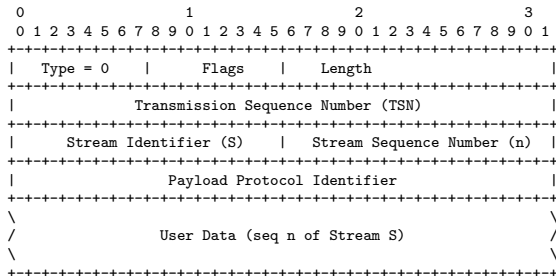 0                   1                   2                   3
0 1 2 3 4 5 6 7 8 9 0 1 2 3 4 5 6 7 8 9 0 1 2 3 4 5 6 7 8 9 0 1
+-+-+-+-+-+-+-+-+-+-+-+-+-+-+-+-+-+-+-+-+-+-+-+-+-+-+-+-+-+-+-+-+
|   Type = 0    |      Flags    |    Length                     |
+-+-+-+-+-+-+-+-+-+-+-+-+-+-+-+-+-+-+-+-+-+-+-+-+-+-+-+-+-+-+-+-+
|              Transmission Sequence Number (TSN)               |
+-+-+-+-+-+-+-+-+-+-+-+-+-+-+-+-+-+-+-+-+-+-+-+-+-+-+-+-+-+-+-+-+
|      Stream Identifier (S)    |   Stream Sequence Number (n)  |
+-+-+-+-+-+-+-+-+-+-+-+-+-+-+-+-+-+-+-+-+-+-+-+-+-+-+-+-+-+-+-+-+
|                  Payload Protocol Identifier                  |
+-+-+-+-+-+-+-+-+-+-+-+-+-+-+-+-+-+-+-+-+-+-+-+-+-+-+-+-+-+-+-+-+
\                                                               \
/                 User Data (seq n of Stream S)                 /
\                                                               \
+-+-+-+-+-+-+-+-+-+-+-+-+-+-+-+-+-+-+-+-+-+-+-+-+-+-+-+-+-+-+-+-+